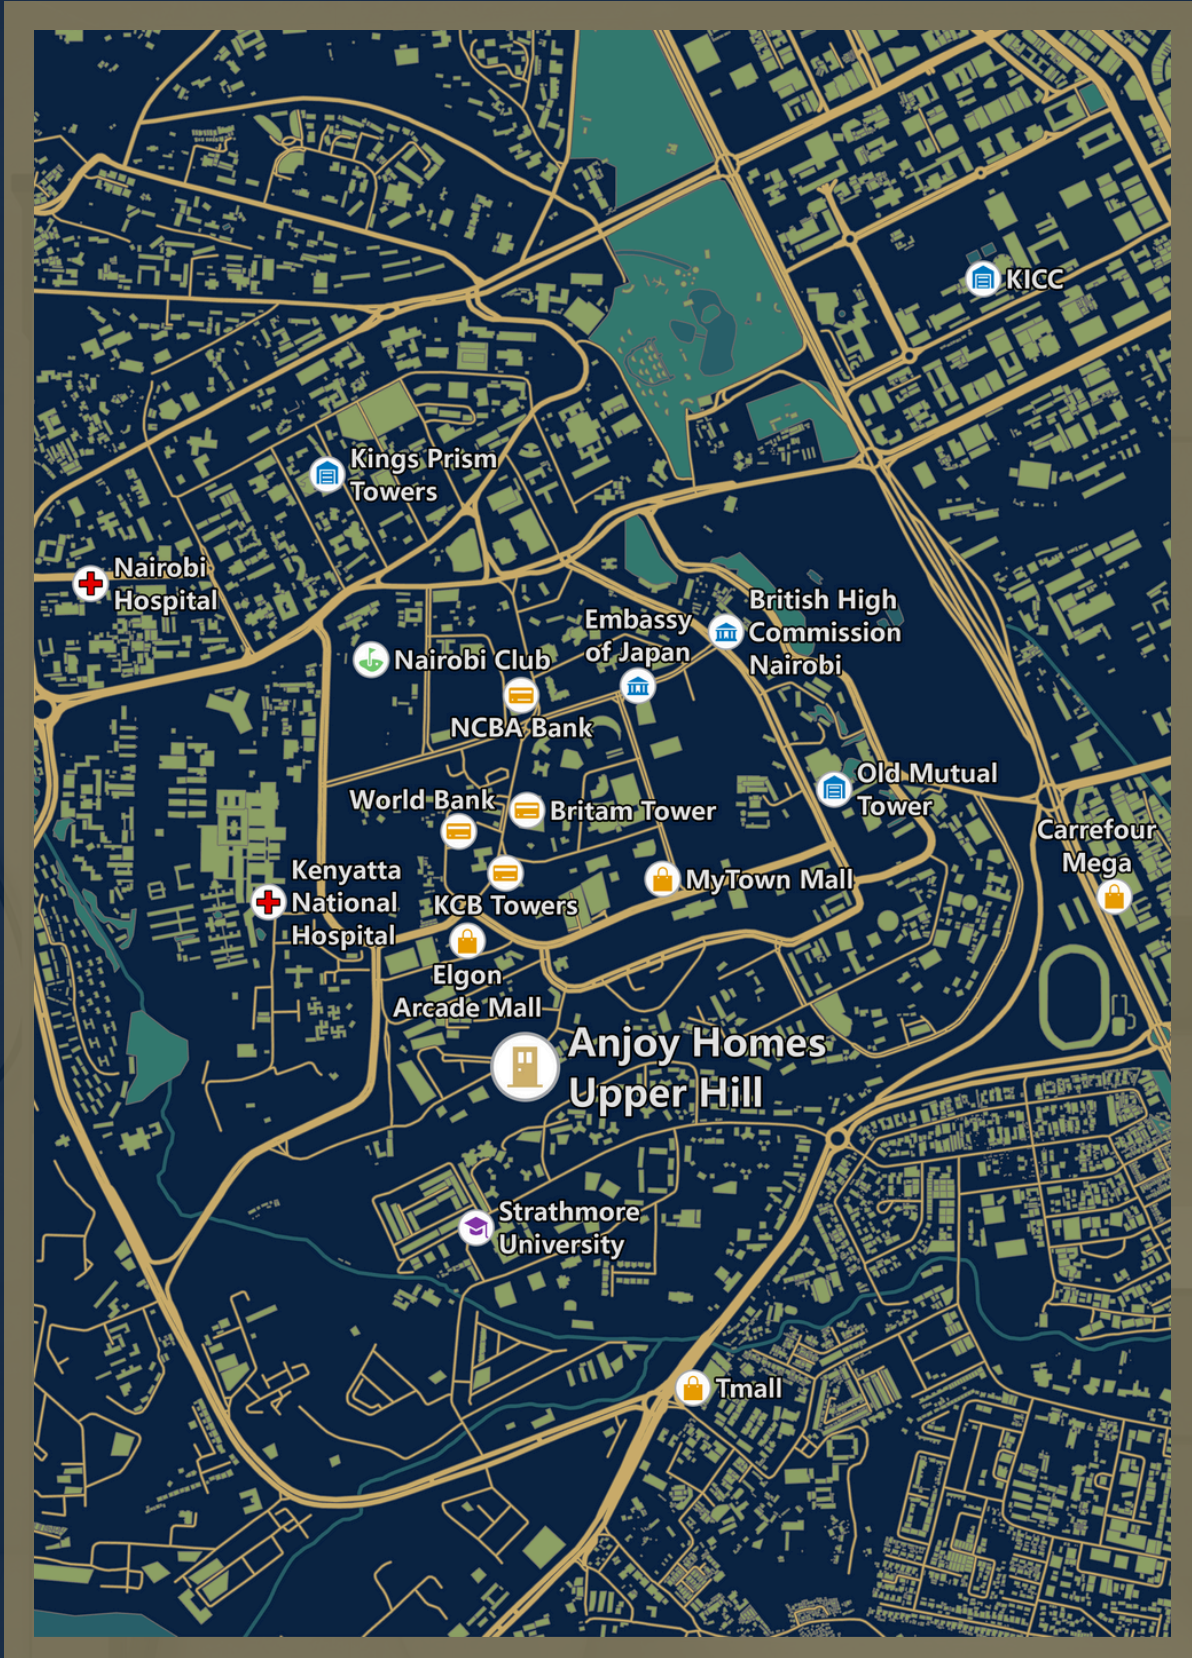 KICC
Kings Prism
Towers
Nairobi
Hospital
British High
Commission
Nairobi
Embassy
of Japan
Nairobi Club
NCBA Bank
Old Mutual
Tower
World Bank
Britam Tower
Carrefour
Mega
Kenyatta
National
Hospital
MyTown Mall
KCB Towers
Elgon
Arcade Mall
Anjoy Homes
Upper Hill
Strathmore
University
Tmall